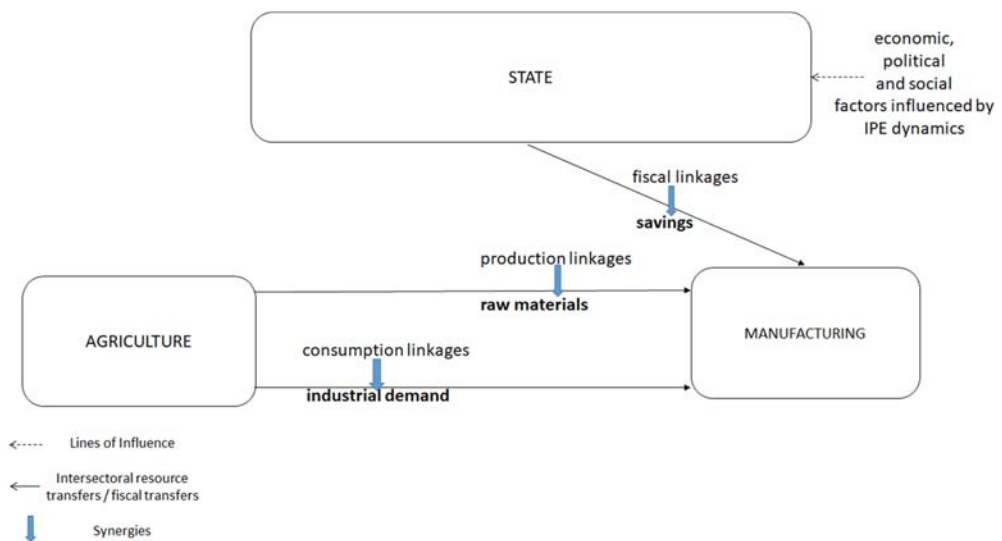 STATE
economic,
political
and social
factors influenced by
IPE dynamics
fiscal linkages
savings
production linkages
raw materials
AGRICULTURE
MANUFACTURING
consumption linkages
industrial demand
Lines of Influence
Intersectoral resource
transfers / fiscal transfers
Synergies